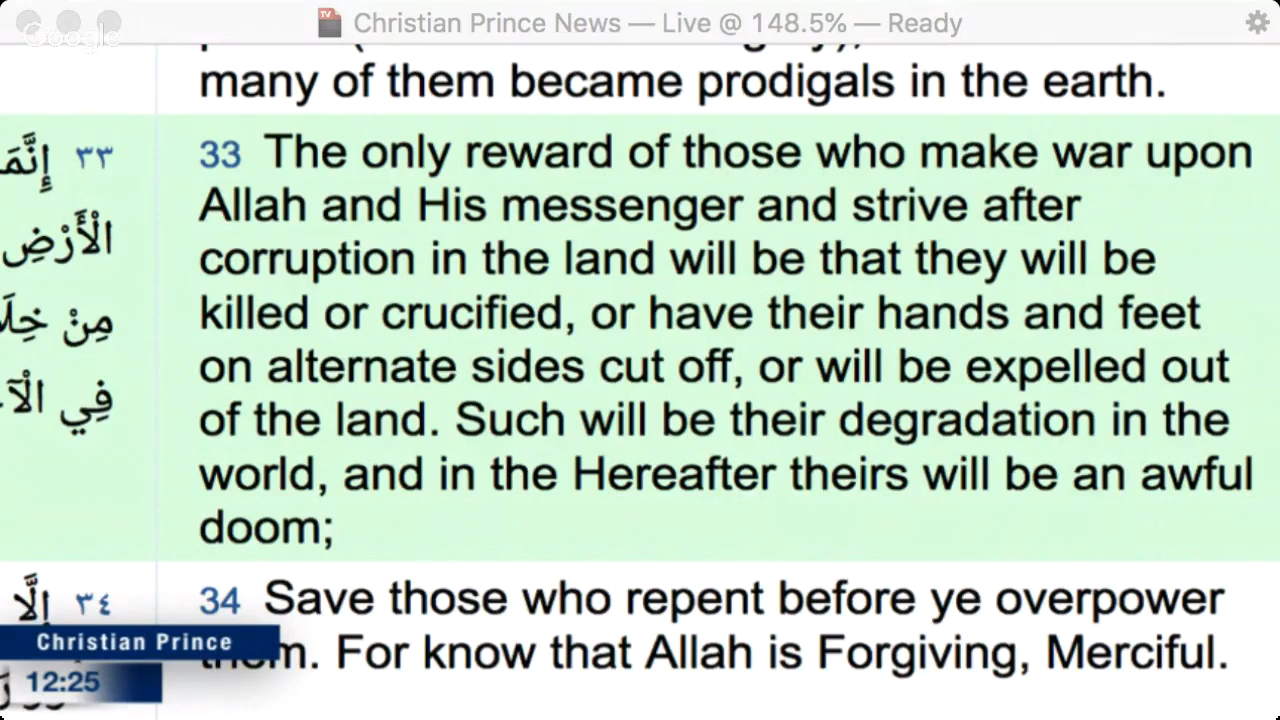 Christian Prince News — Live @ 148.5% — Ready
Google
many of them became prodigals in the earth.
٣٣ إِنَّمَ
33 The only reward of those who make war upon
Allah and His messenger and strive after
الْأَرْضِ
corruption in the land will be that they will be
مِنْ
killed or crucified, or have their hands and feet
on alternate sides cut off, or will be expelled out
فِي
of the land. Such will be their degradation in the
world, and in the Hereafter theirs will be an awful
doom;
٣٤ إِلَّا
34 Save those who repent before ye overpower
them. For know that Allah is Forgiving, Merciful.
Christian Prince
12:25